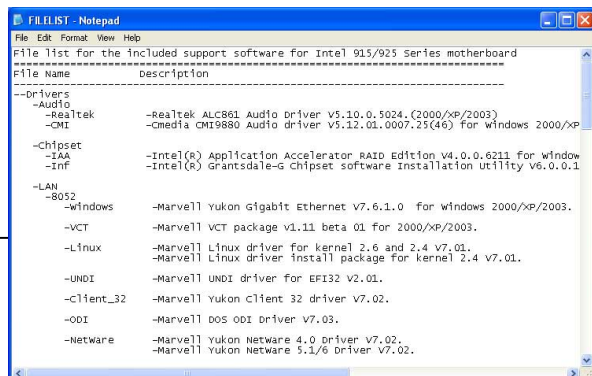 FILELIST - Notepad
File Edit Format View Help
File list for the included support software for Intel 915/925 Series motherboard
================================================================================
File Name Description
--------------------------------------------------------------------------------
--Drivers
-Audio
-Realtek -Realtek ALC861 Audio Driver V5.10.0.5024.(2000/XP/2003)
-CMI -Cmedia CMI9880 Audio driver V5.12.01.0007.25(46) for Windows 2000/XP
-Chipset
-IAA -Intel(R) Application Accelerator RAID Edition V4.0.0.6211 for Window
-Inf -Intel(R) Grantsdale-G Chipset software Installation Utility V6.0.0.1
-LAN
-8052
-Windows -Marvell Yukon Gigabit Ethernet V7.6.1.0 for Windows 2000/XP/2003.
-VCT -Marvell VCT package v1.11 beta 01 for 2000/XP/2003.
-Linux -Marvell Linux driver for kernel 2.6 and 2.4 V7.01.
-Marvell Linux driver install package for kernel 2.4 V7.01.
-UNDI -Marvell UNDI driver for EFI32 V2.01.
-Client_32 -Marvell Yukon Client 32 driver V7.02.
-ODI -Marvell DOS ODI Driver V7.03.
-NetWare -Marvell Yukon NetWare 4.0 Driver V7.02.
-Marvell Yukon NetWare 5.1/6 Driver V7.02.